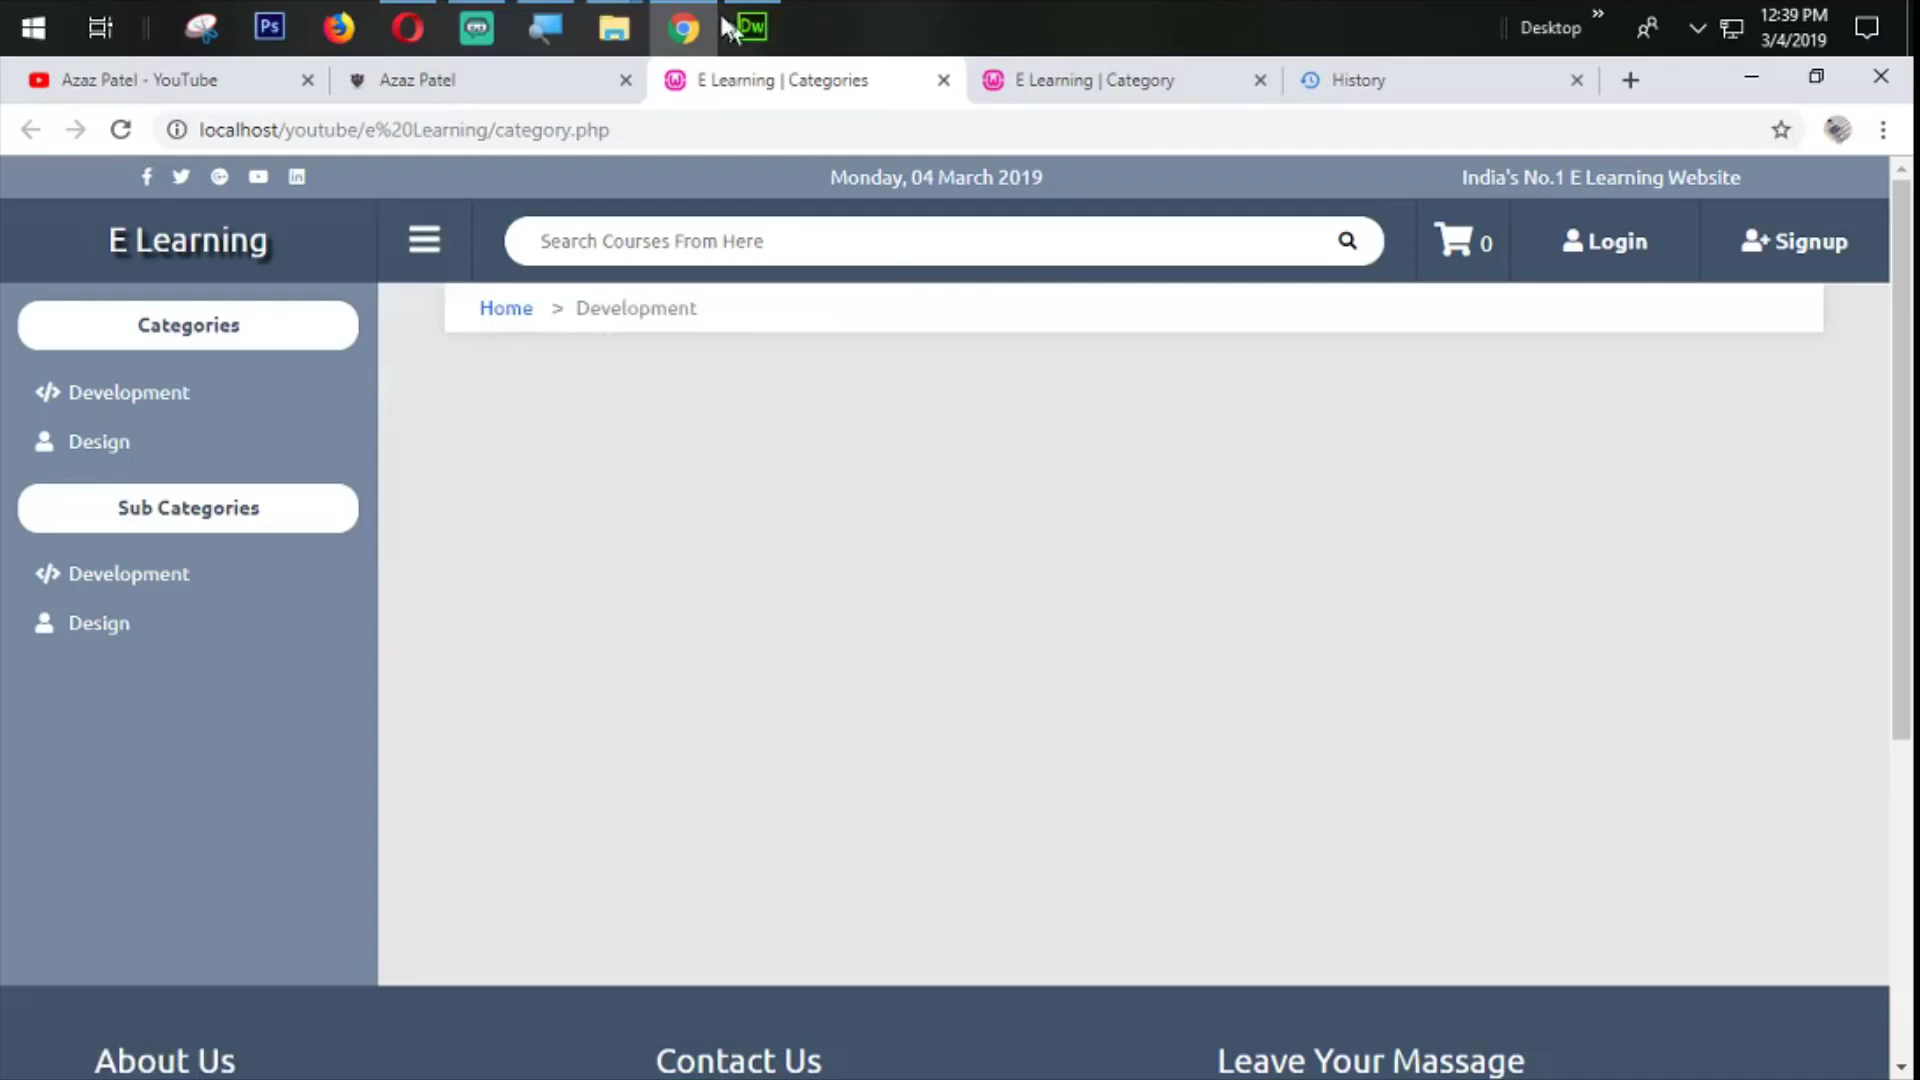 Ps
Dw
Desktop
»
12:39 PM
3/4/2019
Azaz Patel - YouTube
Azaz Patel
E Learning | Categories
E Learning | Category
History
localhost/youtube/e%20Learning/category.php
Monday, 04 March 2019
India's No.1 E Learning Website
E Learning
Search Courses From Here
0
Login
Signup
Home > Development
Categories
Development
Design
Sub Categories
Development
Design
About Us
Contact Us
Leave Your Massage